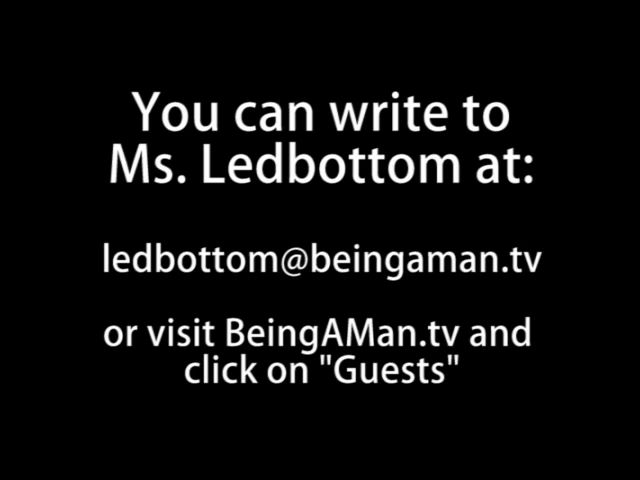 You can write to
Ms. Ledbottom at:
ledbottom@beingaman.tv
or visit BeingAMan.tv and
click on "Guests"